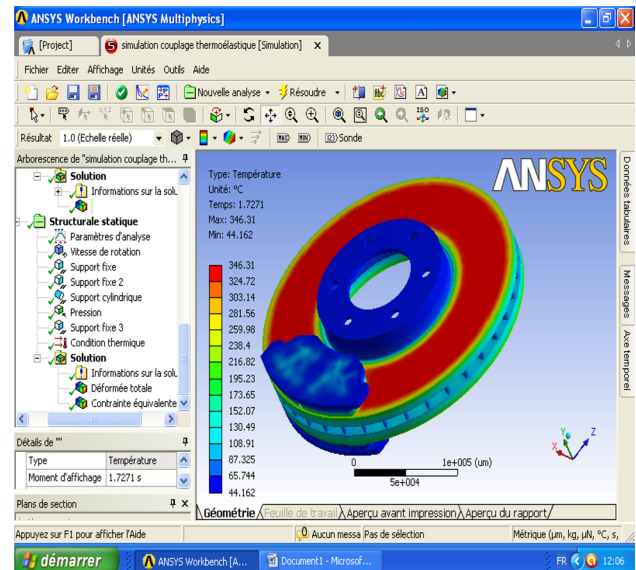 ANSYS Workbench [ANSYS Multiphysics]
[Project] simulation couplage thermoélastique [Simulation] x
Fichier Editer Affichage Unités Outils Aide
Nouvelle analyse Résoudre A
ISO
Résultat 1.0 (Echelle réelle) MAX MIN Sonde
Arborescence de "simulation couplage th...
Solution
Informations sur la solu
Structurale statique
Paramètres d'analyse
Vitesse de rotation
Support fixe
Support fixe 2
Support cylindrique
Pression
Support fixe 3
Condition thermique
Solution
Informations sur la solu
Déformée totale
Contrainte équivalente
Détails de ""
Type Température
Moment d'affichage 1.7271 s
Plans de section
Type: Température
Unité: °C
Temps: 1.7271
Max: 346.31
Min: 44.162
ANSYS
346.31
324.72
303.14
281.56
259.98
238.4
216.82
195.23
173.65
152.07
130.49
108.91
87.325
65.744
44.162
0 1e+005 (um)
5e+004
X Y Z
Géométrie Feuille de travail Aperçu avant impression Aperçu du rapport
Données tabulaires
Messages
Axe temporel
Appuyez sur F1 pour afficher l'Aide Aucun messa Pas de sélection Métrique (µm, kg, µN, °C, s,
démarrer ANSYS Workbench [A... Document1 - Microsof... FR 12:06